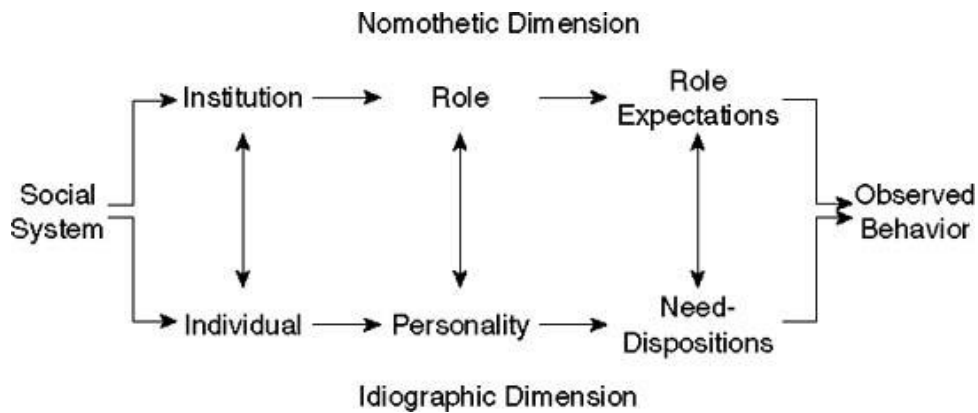 Nomothetic Dimension
Institution
Role
Role
Expectations
Social
System
Observed
Behavior
Individual
Personality
Need-
Dispositions
Idiographic Dimension